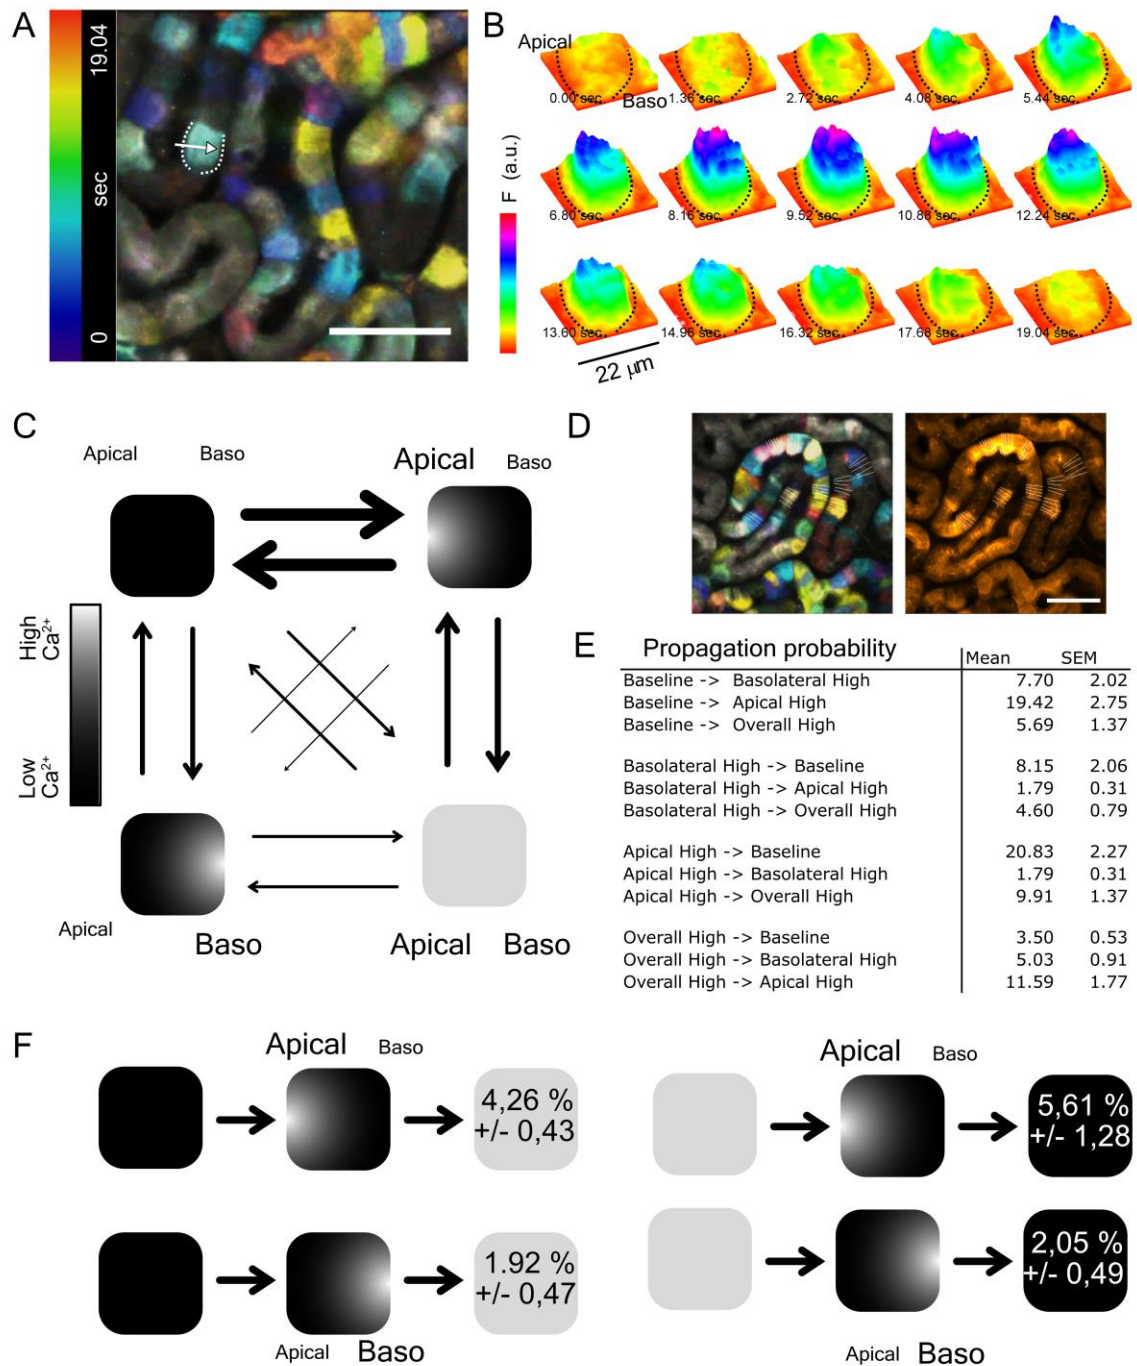 A
19.04
sec
0
B
Apical
Baso
0.00 sec.
1.36 sec.
2.72 sec.
4.08 sec.
5.44 sec.
F (a.u.)
6.80 sec.
8.16 sec.
9.52 sec.
10.88 sec.
12.24 sec.
13.60 sec.
14.96 sec.
16.32 sec.
17.68 sec.
19.04 sec.
22 µm
C
Apical Baso
Apical Baso
High Ca²⁺
Low Ca²⁺
Apical Baso
Apical Baso
D
E
Propagation probability Mean SEM
Baseline -> Basolateral High 7.70 2.02
Baseline -> Apical High 19.42 2.75
Baseline -> Overall High 5.69 1.37
Basolateral High -> Baseline 8.15 2.06
Basolateral High -> Apical High 1.79 0.31
Basolateral High -> Overall High 4.60 0.79
Apical High -> Baseline 20.83 2.27
Apical High -> Basolateral High 1.79 0.31
Apical High -> Overall High 9.91 1.37
Overall High -> Baseline 3.50 0.53
Overall High -> Basolateral High 5.03 0.91
Overall High -> Apical High 11.59 1.77
F
Apical Baso
4,26 %
+/- 0,43
1.92 %
+/- 0,47
Apical Baso
Apical Baso
5,61 %
+/- 1,28
2,05 %
+/- 0,49
Apical Baso